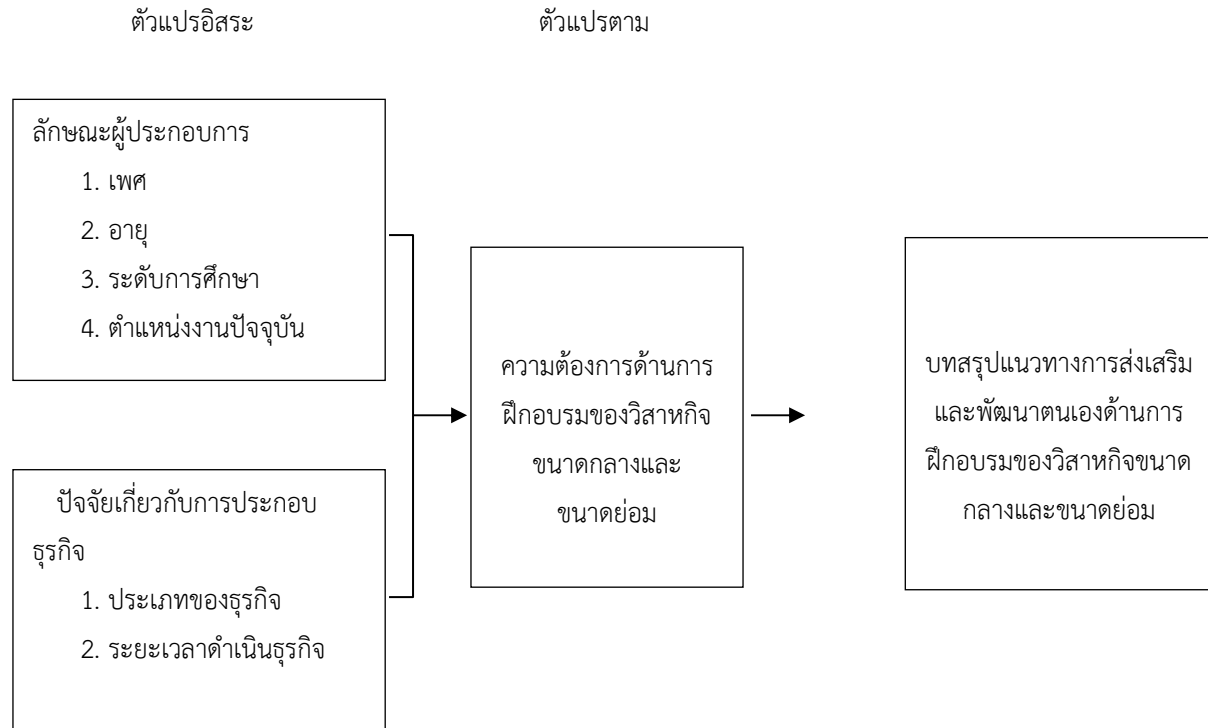 ตัวแปรอิสระ
ตัวแปรตาม
ลักษณะผู้ประกอบการ
1. เพศ
2. อายุ
3. ระดับการศึกษา
4. ตำแหน่งงานปัจจุบัน
ปัจจัยเกี่ยวกับการประกอบ
ธุรกิจ
1. ประเภทของธุรกิจ
2. ระยะเวลาดำเนินธุรกิจ
ความต้องการด้านการ
ฝึกอบรมของวิสาหกิจ
ขนาดกลางและ
ขนาดย่อม
บทสรุปแนวทางการส่งเสริม
และพัฒนาตนเองด้านการ
ฝึกอบรมของวิสาหกิจขนาด
กลางและขนาดย่อม